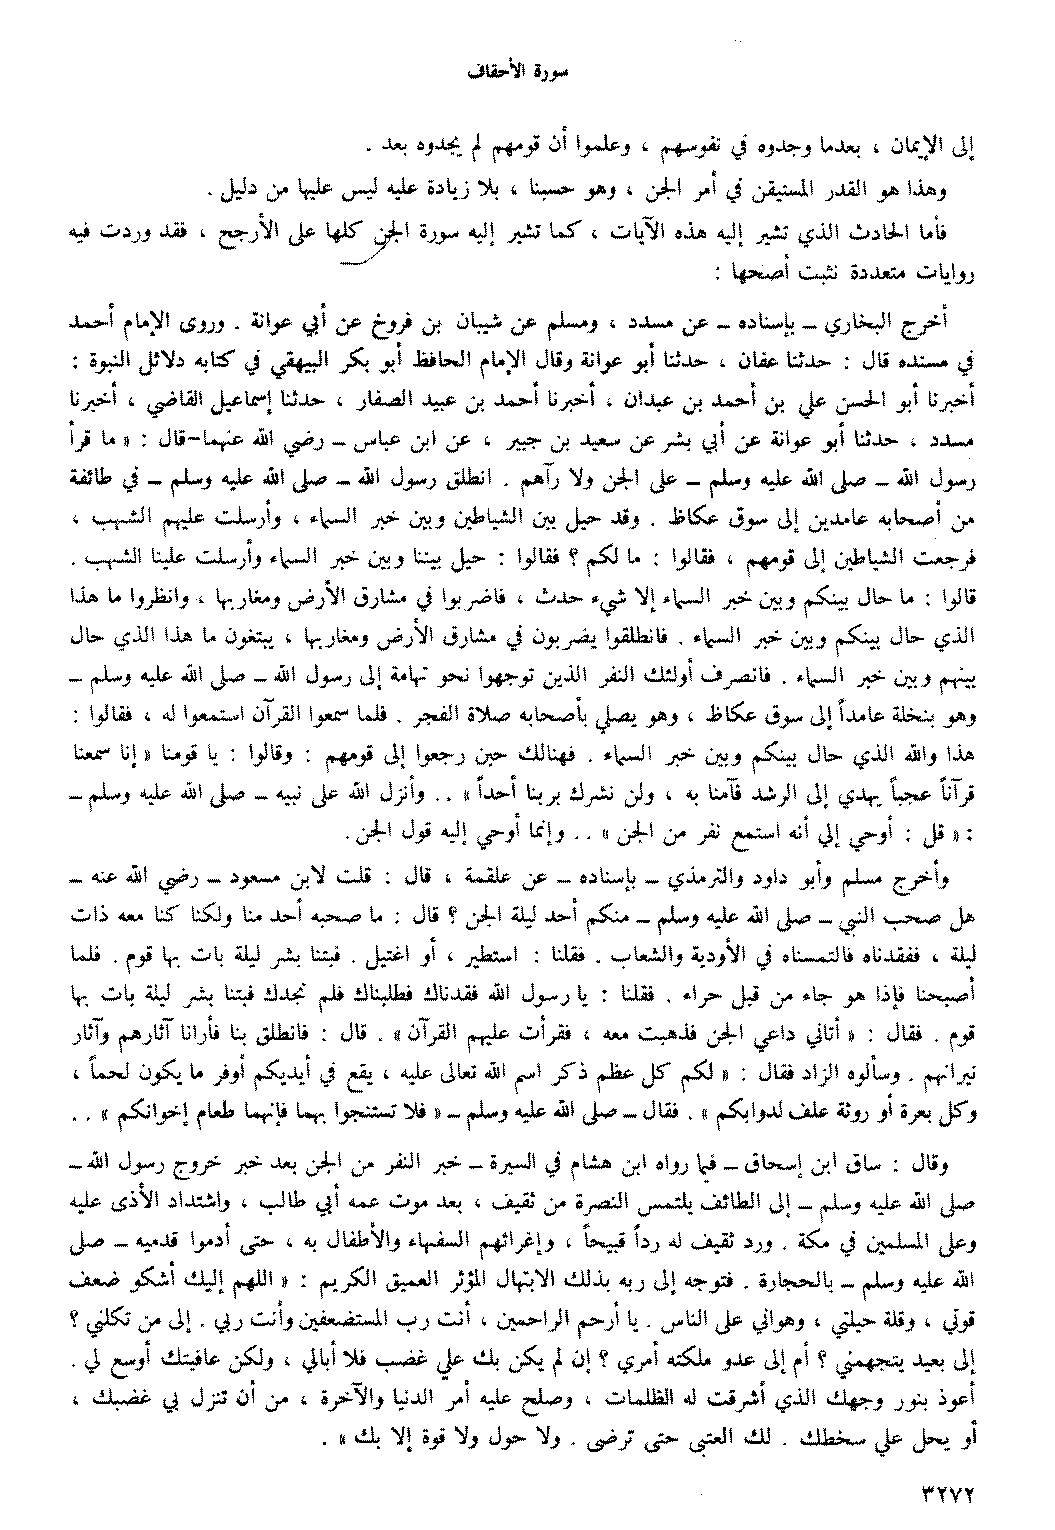 سورة الأحقاف
إلى الإيمان ، بعدما وجدوه في نفوسهم ، وعلموا أن قومهم لم يجدوه بعد .
وهذا هو القدر المستيقن في أمر الجن ، وهو حسبنا ، بلا زيادة عليه ليس عليها من دليل .
فأما الحادث الذي تشير إليه هذه الآيات ، كما تشير إليه سورة الجن كلها على الأرجح ، فقد وردت فيه
روايات متعددة نثبت أصحها :
أخرج البخاري – بإسناده – عن مسدد ، ومسلم عن شيبان بن فروخ عن أبي عوانة . وروى الإمام أحمد
في مسنده قال : حدثنا عفان ، حدثنا أبو عوانة وقال الإمام الحافظ أبو بكر البيهقي في كتابه دلائل النبوة :
أخبرنا أبو الحسن علي بن أحمد بن عبدان ، أخبرنا أحمد بن عبيد الصفار ، حدثنا إسماعيل القاضي ، أخبرنا
مسدد ، حدثنا أبو عوانة عن أبي بشر عن سعيد بن جبير ، عن ابن عباس – رضي الله عنهما–قال : « ما قرأ
رسول الله – صلى الله عليه وسلم – على الجن ولا رآهم . انطلق رسول الله – صلى الله عليه وسلم – في طائفة
من أصحابه عامدين إلى سوق عكاظ . وقد حيل بين الشياطين وبين خبر السماء ، وأرسلت عليهم الشهب ،
فرجعت الشياطين إلى قومهم ، فقالوا : ما لكم ؟ فقالوا : حيل بيننا وبين خبر السماء وأرسلت علينا الشهب .
قالوا : ما حال بينكم وبين خبر السماء إلا شيء حدث ، فاضربوا في مشارق الأرض ومغاربها ، وانظروا ما هذا
الذي حال بينكم وبين خبر السماء . فانطلقوا يضربون في مشارق الأرض ومغاربها ، يبتغون ما هذا الذي حال
بينهم وبين خبر السماء . فانصرف أولئك النفر الذين توجهوا نحو تهامة إلى رسول الله – صلى الله عليه وسلم –
وهو بنخلة عامداً إلى سوق عكاظ ، وهو يصلي بأصحابه صلاة الفجر . فلما سمعوا القرآن استمعوا له ، فقالوا :
هذا والله الذي حال بينكم وبين خبر السماء . فهنالك حين رجعوا إلى قومهم : وقالوا : يا قومنا « إنا سمعنا
قرآناً عجباً يهدي إلى الرشد فآمنا به ، ولن نشرك بربنا أحداً » .. وأنزل الله على نبيه – صلى الله عليه وسلم –
: « قل : أوحي إلي أنه استمع نفر من الجن » .. وإنما أوحي إليه قول الجن.
وأخرج مسلم وأبو داود والترمذي – بإسناده – عن علقمة ، قال : قلت لابن مسعود – رضي الله عنه –
هل صحب النبي – صلى الله عليه وسلم – منكم أحد ليلة الجن ؟ قال : ما صحبه أحد منا ولكنا كنا معه ذات
ليلة ، ففقدناه فالتمسناه في الأودية والشعاب . فقلنا : استطير ، أو اغتيل . فبتنا بشر ليلة بات بها قوم . فلما
أصبحنا فإذا هو جاء من قبل حراء . فقلنا : يا رسول الله فقدناك فطلبناك فلم نجدك فبتنا بشر ليلة بات بها
قوم . فقال : « أتاني داعي الجن فذهبت معه ، فقرأت عليهم القرآن » . قال : فانطلق بنا فأرانا آثارهم وآثار
نيرانهم . وسألوه الزاد فقال : « لكم كل عظم ذكر اسم الله تعالى عليه ، يقع في أيديكم أوفر ما يكون لحماً ،
وكل بعرة أو روثة علف لدوابكم » . فقال – صلى الله عليه وسلم – « فلا تستنجوا بهما فإنهما طعام إخوانكم » ..
وقال : ساق ابن إسحاق – فيما رواه ابن هشام في السيرة – خبر النفر من الجن بعد خبر خروج رسول الله –
صلى الله عليه وسلم – إلى الطائف يلتمس النصرة من ثقيف ، بعد موت عمه أبي طالب ، واشتداد الأذى عليه
وعلى المسلمين في مكة . ورد ثقيف له رداً قبيحاً ، وإغرائهم السفهاء والأطفال به ، حتى أدموا قدميه – صلى
الله عليه وسلم – بالحجارة . فتوجه إلى ربه بذلك الابتهال المؤثر العميق الكريم : « اللهم إليك أشكو ضعف
قوتي ، وقلة حيلتي ، وهواني على الناس . يا أرحم الراحمين ، أنت رب المستضعفين وأنت ربي . إلى من تكلني ؟
إلى بعيد يتجهمني ؟ أم إلى عدو ملكته أمري ؟ إن لم يكن بك علي غضب فلا أبالي ، ولكن عافيتك أوسع لي .
أعوذ بنور وجهك الذي أشرقت له الظلمات ، وصلح عليه أمر الدنيا والآخرة ، من أن تنزل بي غضبك ،
أو يحل علي سخطك . لك العتبى حتى ترضى . ولا حول ولا قوة إلا بك » .
٣٢٧٢